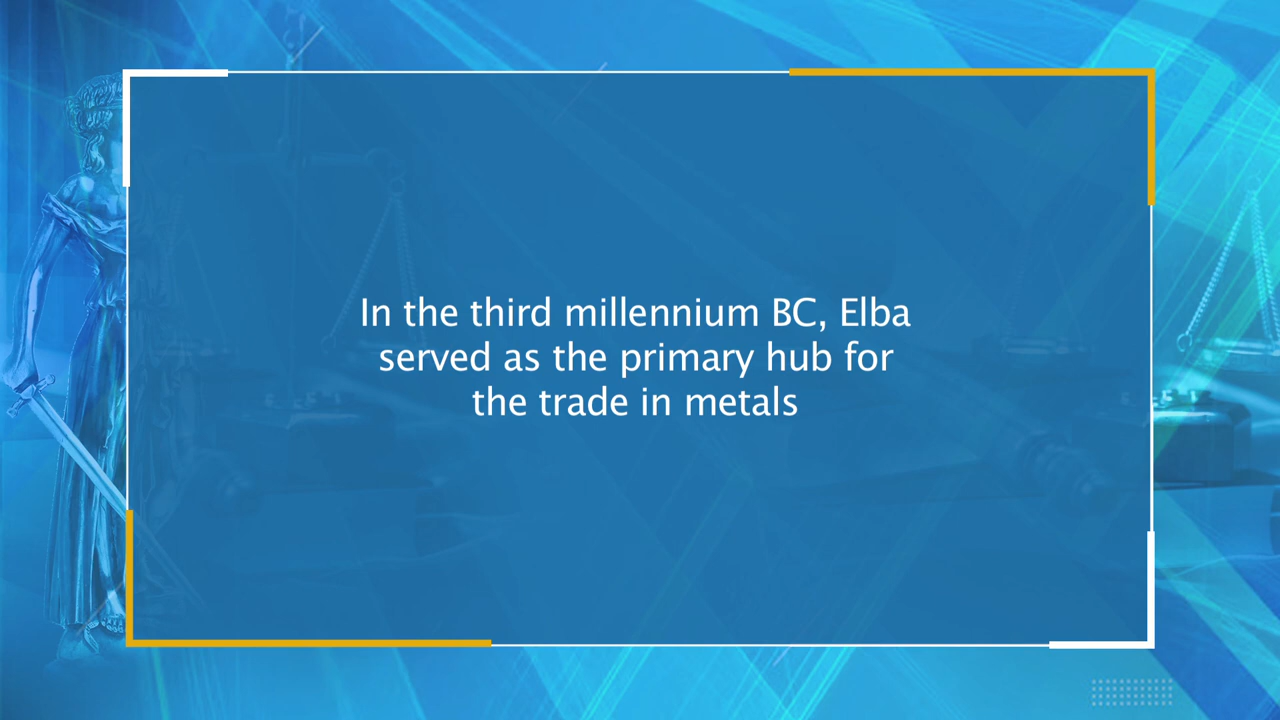 In the third millennium BC, Elba
served as the primary hub for
the trade in metals